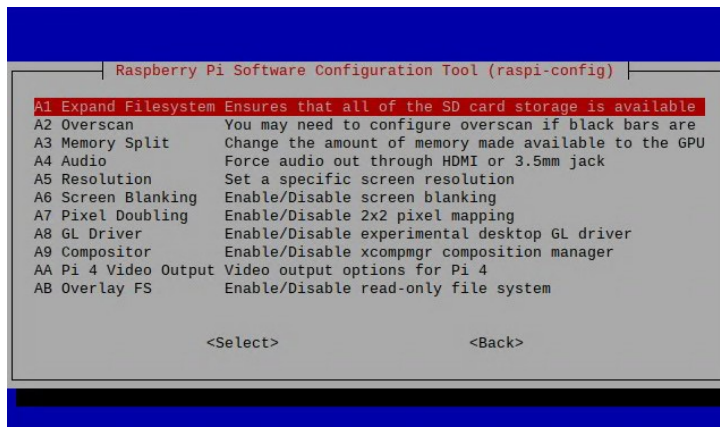 Raspberry Pi Software Configuration Tool (raspi-config)
A1 Expand Filesystem Ensures that all of the SD card storage is available
A2 Overscan You may need to configure overscan if black bars are
A3 Memory Split Change the amount of memory made available to the GPU
A4 Audio Force audio out through HDMI or 3.5mm jack
A5 Resolution Set a specific screen resolution
A6 Screen Blanking Enable/Disable screen blanking
A7 Pixel Doubling Enable/Disable 2x2 pixel mapping
A8 GL Driver Enable/Disable experimental desktop GL driver
A9 Compositor Enable/Disable xcompmgr composition manager
AA Pi 4 Video Output Video output options for Pi 4
AB Overlay FS Enable/Disable read-only file system
<Select> <Back>